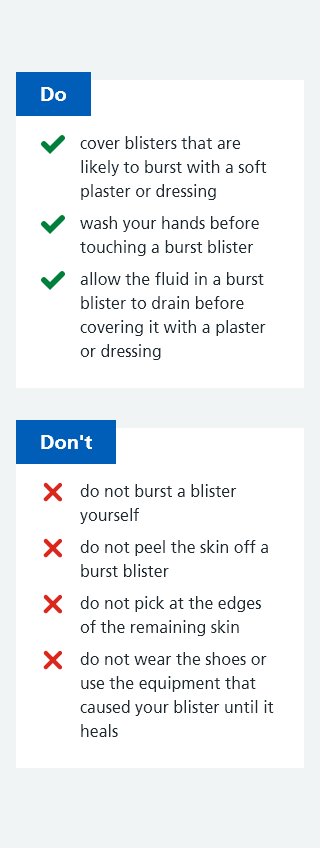 Do
cover blisters that are
likely to burst with a soft
plaster or dressing
wash your hands before
touching a burst blister
allow the fluid in a burst
blister to drain before
covering it with a plaster
or dressing
Don't
do not burst a blister
yourself
do not peel the skin off a
burst blister
do not pick at the edges
of the remaining skin
do not wear the shoes or
use the equipment that
caused your blister until it
heals